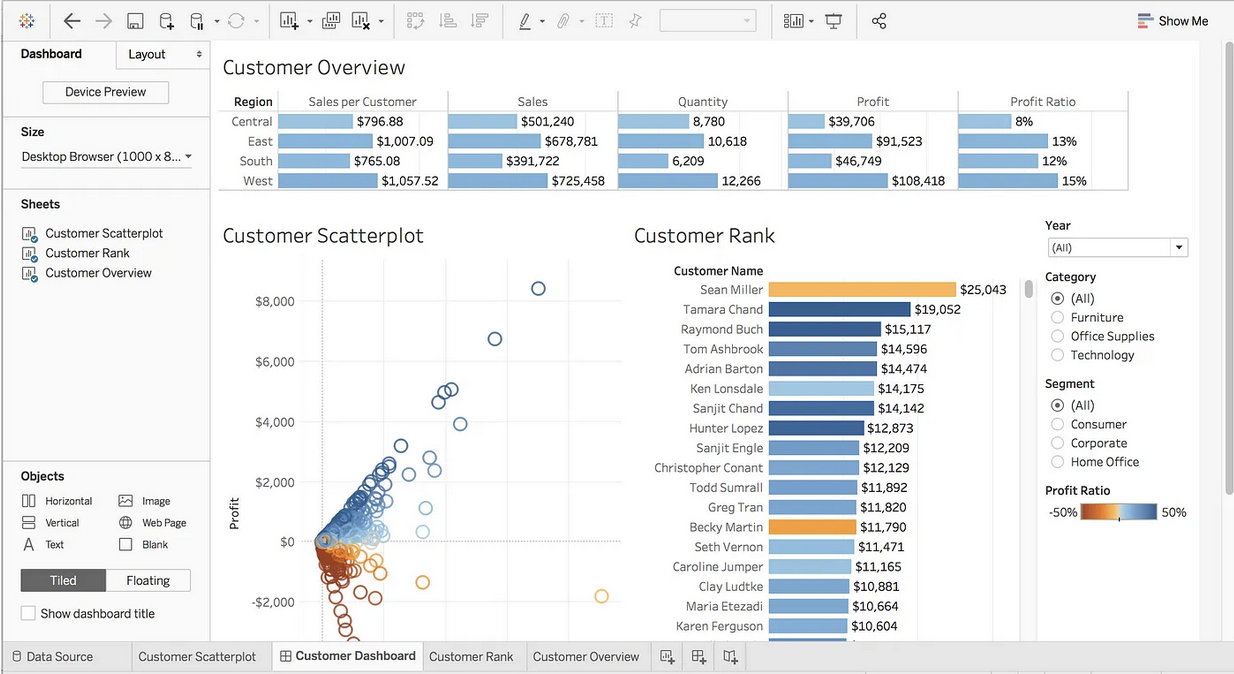 Show Me
Dashboard Layout
Device Preview
Size
Desktop Browser (1000 x 8...
Sheets
Customer Scatterplot
Customer Rank
Customer Overview
Objects
Horizontal Image
Vertical Web Page
Text Blank
Tiled Floating
Show dashboard title
Customer Overview
Region Sales per Customer Sales Quantity Profit Profit Ratio
Central $796.88 $501,240 8,780 $39,706 8%
East $1,007.09 $678,781 10,618 $91,523 13%
South $765.08 $391,722 6,209 $46,749 12%
West $1,057.52 $725,458 12,266 $108,418 15%
Customer Scatterplot
Profit
$8,000
$6,000
$4,000
$2,000
$0
-$2,000
Customer Rank
Customer Name
Sean Miller $25,043
Tamara Chand $19,052
Raymond Buch $15,117
Tom Ashbrook $14,596
Adrian Barton $14,474
Ken Lonsdale $14,175
Sanjit Chand $14,142
Hunter Lopez $12,873
Sanjit Engle $12,209
Christopher Conant $12,129
Todd Sumrall $11,892
Greg Tran $11,820
Becky Martin $11,790
Seth Vernon $11,471
Caroline Jumper $11,165
Clay Ludtke $10,881
Maria Etezadi $10,664
Karen Ferguson $10,604
Year
(All)
Category
(All)
Furniture
Office Supplies
Technology
Segment
(All)
Consumer
Corporate
Home Office
Profit Ratio
-50% 50%
Data Source Customer Scatterplot Customer Dashboard Customer Rank Customer Overview